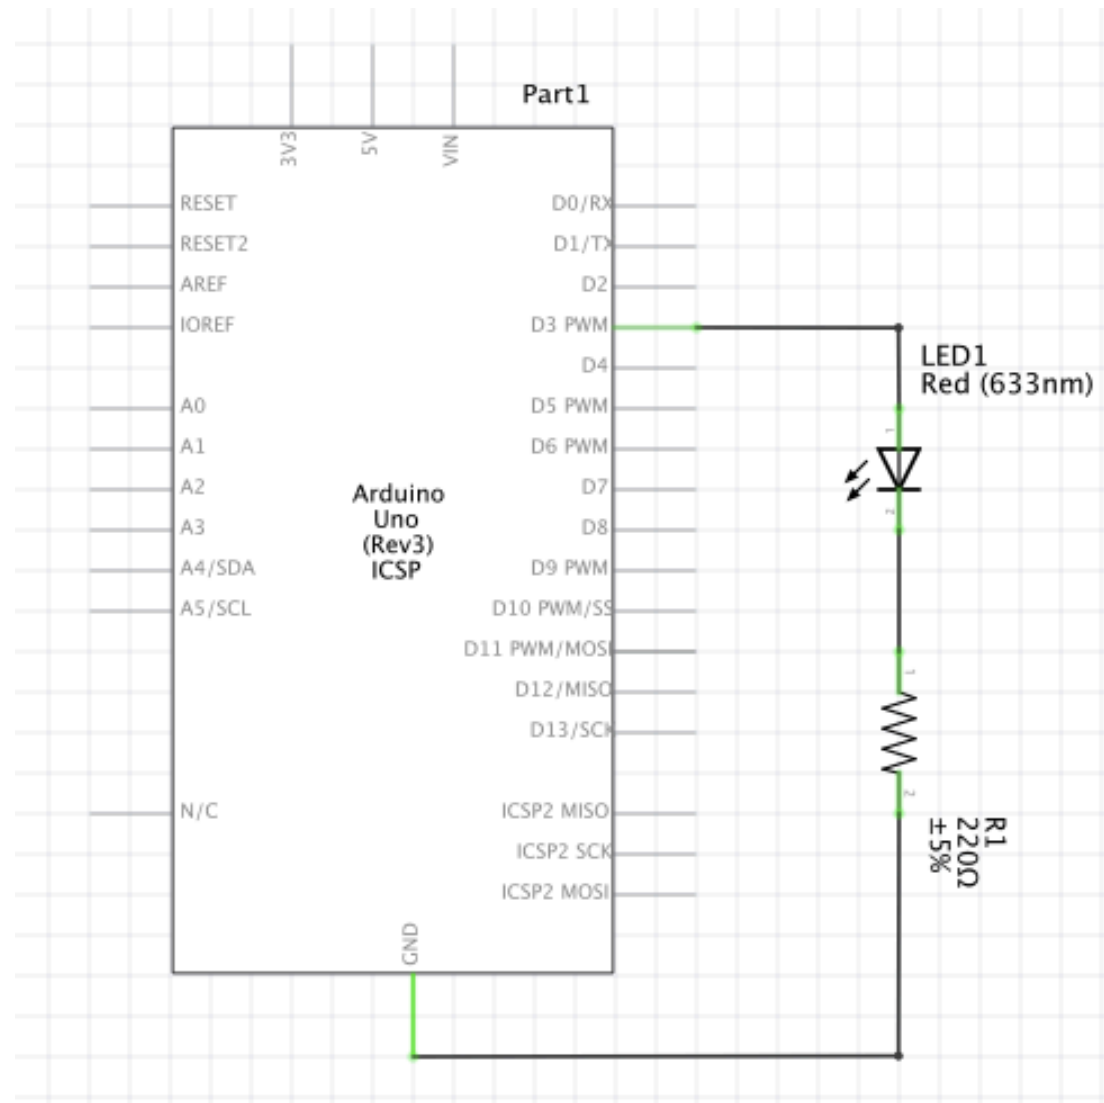 Part1
3V3
5V
VIN
RESET
RESET2
AREF
IOREF
A0
A1
A2
A3
A4/SDA
A5/SCL
N/C
Arduino
Uno
(Rev3)
ICSP
D0/RX
D1/TX
D2
D3 PWM
D4
D5 PWM
D6 PWM
D7
D8
D9 PWM
D10 PWM/SS
D11 PWM/MOSI
D12/MISO
D13/SCK
ICSP2 MISO
ICSP2 SCK
ICSP2 MOSI
GND
LED1
Red (633nm)
1
2
1
2
R1
220Ω
±5%